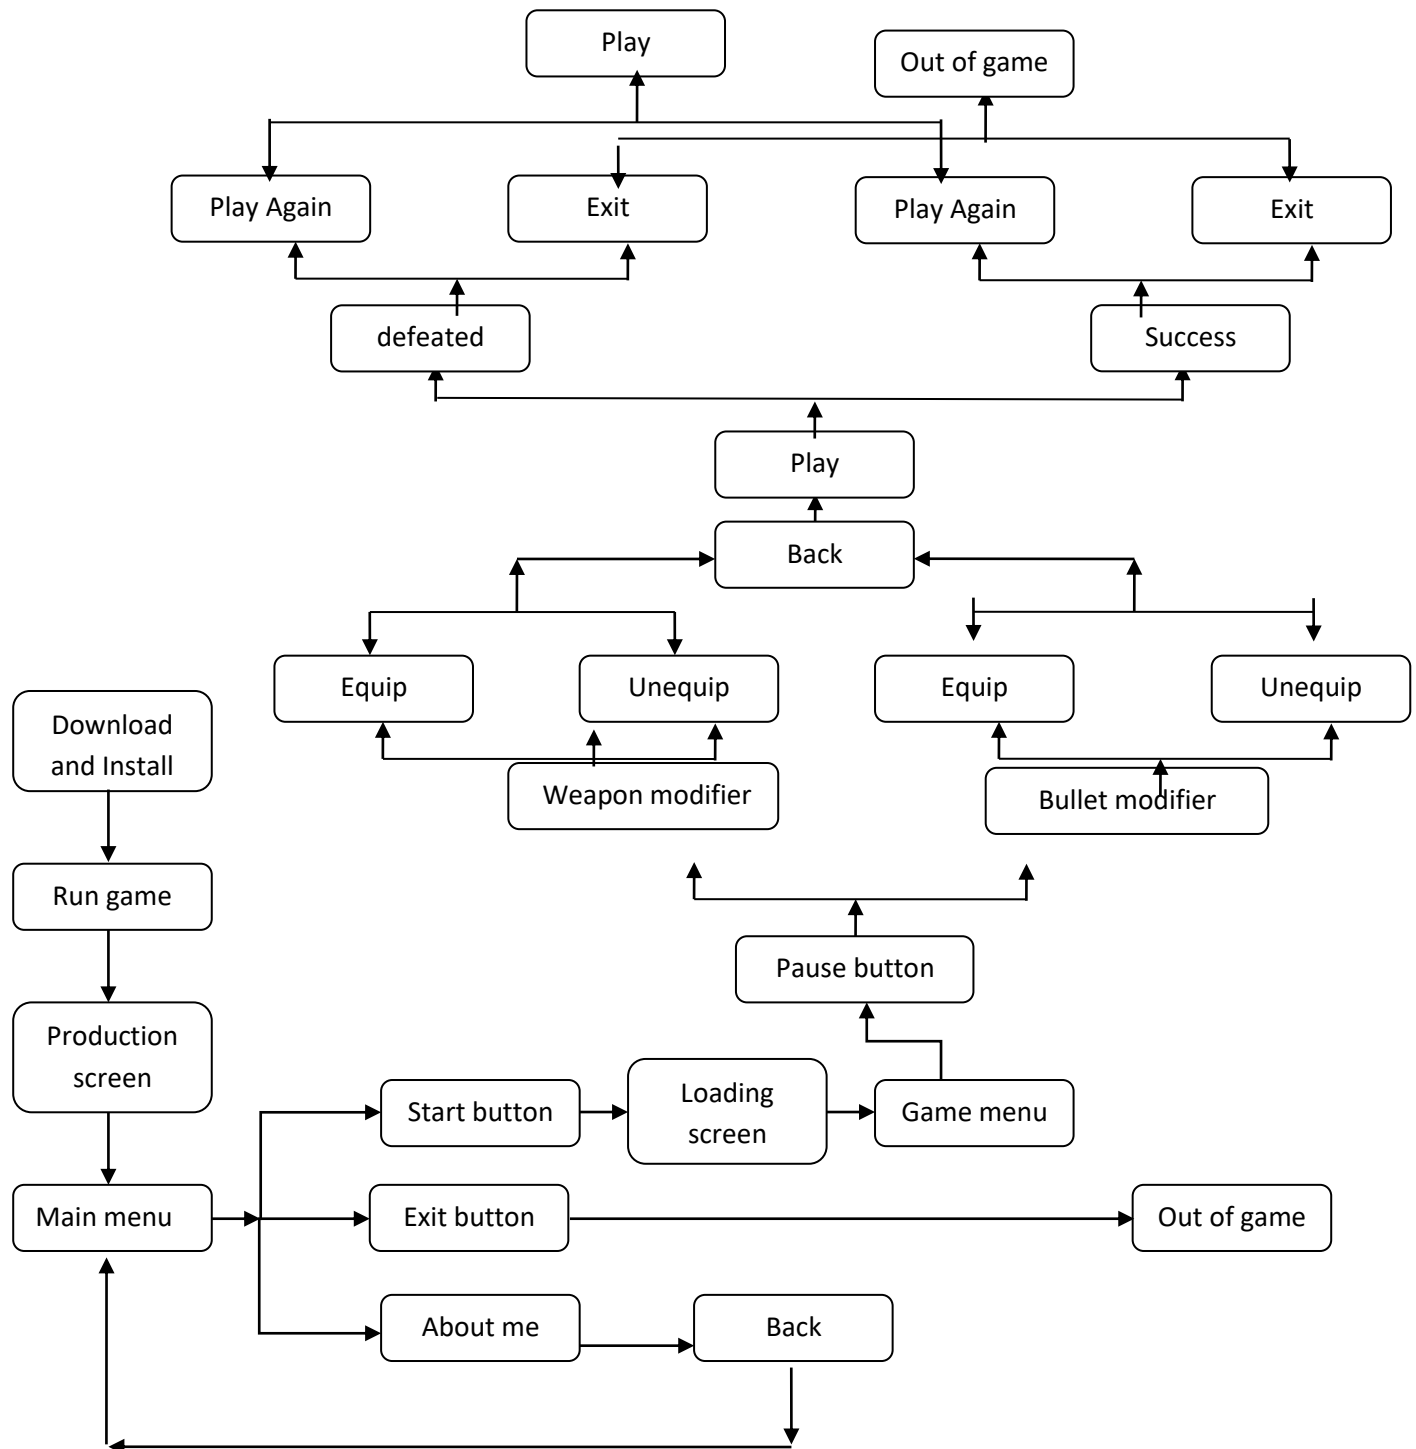 Play
Out of game
Play Again
Exit
Play Again
Exit
defeated
Success
Play
Back
Equip
Unequip
Equip
Unequip
Download
and Install
Weapon modifier
Bullet modifier
Run game
Pause button
Production
screen
Start button
Loading
screen
Game menu
Main menu
Exit button
Out of game
About me
Back